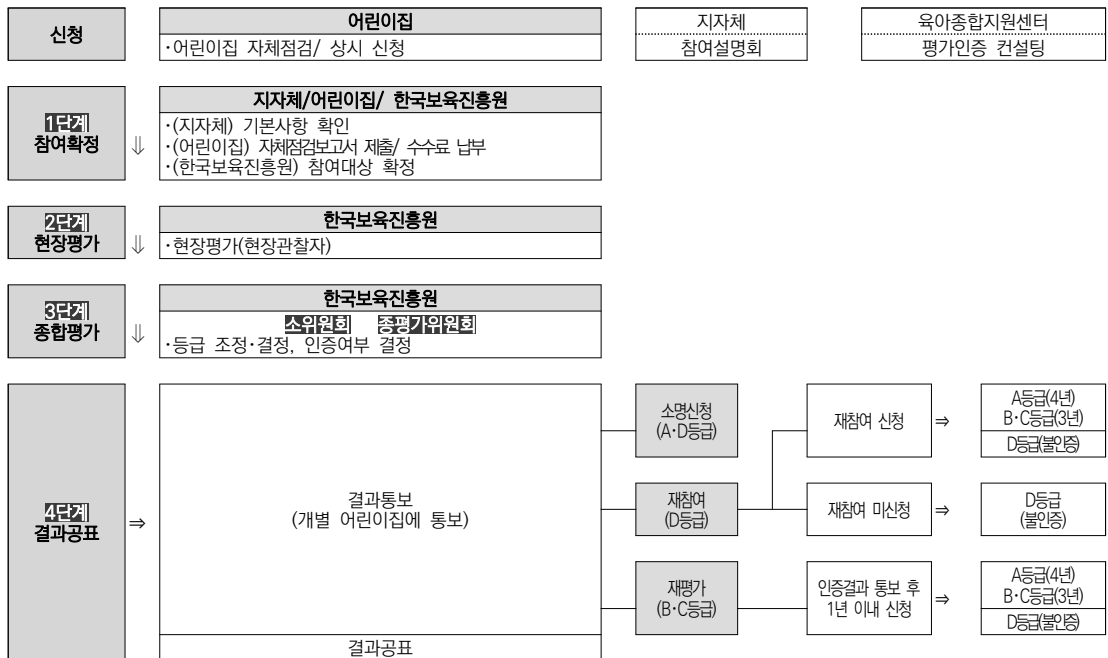 신청
어린이집
·어린이집 자체점검/ 상시 신청
지자체
참여설명회
육아종합지원센터
평가인증 컨설팅
1단계
참여확정
⇓
지자체/어린이집/ 한국보육진흥원
·(지자체) 기본사항 확인
·(어린이집) 자체점검보고서 제출/ 수수료 납부
·(한국보육진흥원) 참여대상 확정
2단계
현장평가
⇓
한국보육진흥원
·현장평가(현장관찰자)
3단계
종합평가
⇓
한국보육진흥원
소위원회 종평가위원회
·등급 조정·결정, 인증여부 결정
4단계
결과공표
⇒
결과통보
(개별 어린이집에 통보)
결과공표
소명신청
(A·D등급)
재참여 신청
⇒
A등급(4년)
B·C등급(3년)
D등급(불인증)
재참여
(D등급)
재참여 미신청
⇒
D등급
(불인증)
재평가
(B·C등급)
인증결과 통보 후
1년 이내 신청
⇒
A등급(4년)
B·C등급(3년)
D등급(불인증)